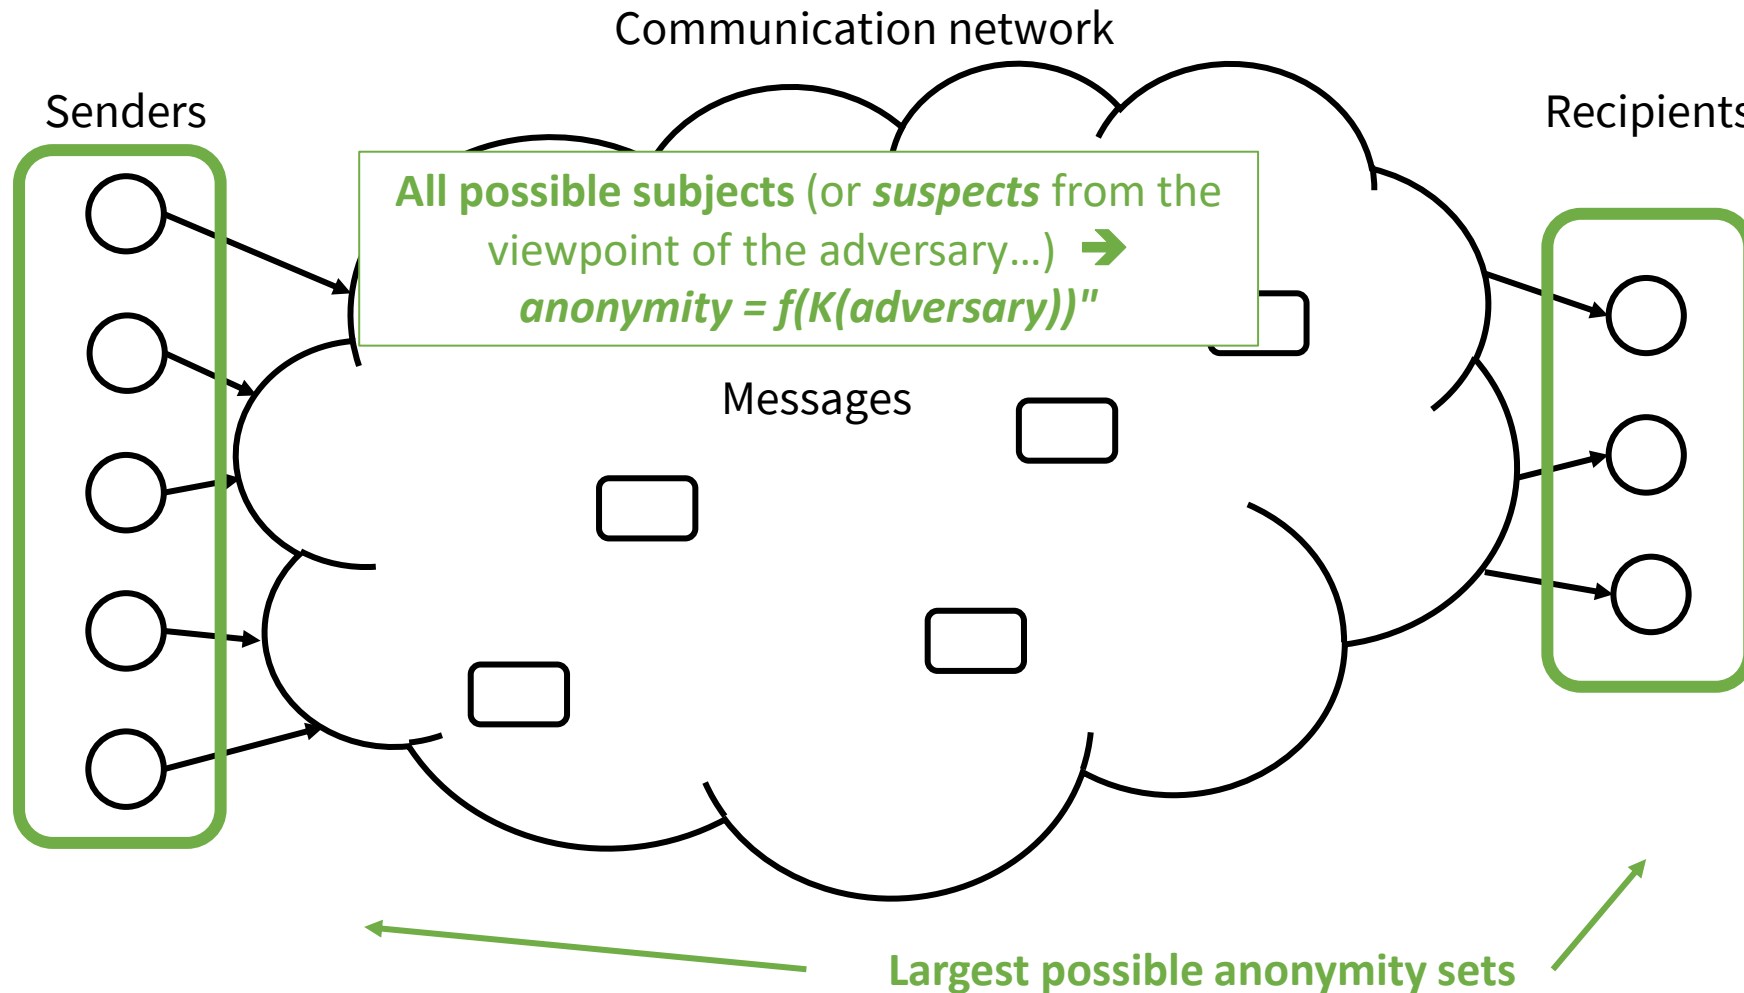 Communication network
Senders
Recipients
All possible subjects (or suspects from the
viewpoint of the adversary...) ➔
anonymity = f(K(adversary))"
Messages
Largest possible anonymity sets